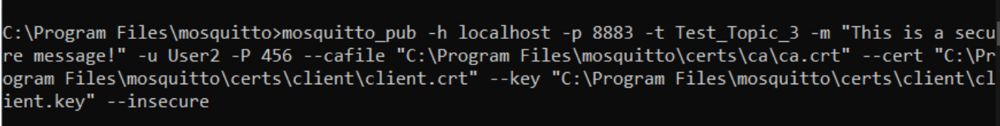 C:\Program Files\mosquitto>mosquitto_pub -h localhost -p 8883 -t Test_Topic_3 -m "This is a secu
re message!" -u User2 -P 456 --cafile "C:\Program Files\mosquitto\certs\ca\ca.crt" --cert "C:\Pr
ogram Files\mosquitto\certs\client\client.crt" --key "C:\Program Files\mosquitto\certs\client\cl
ient.key" --insecure